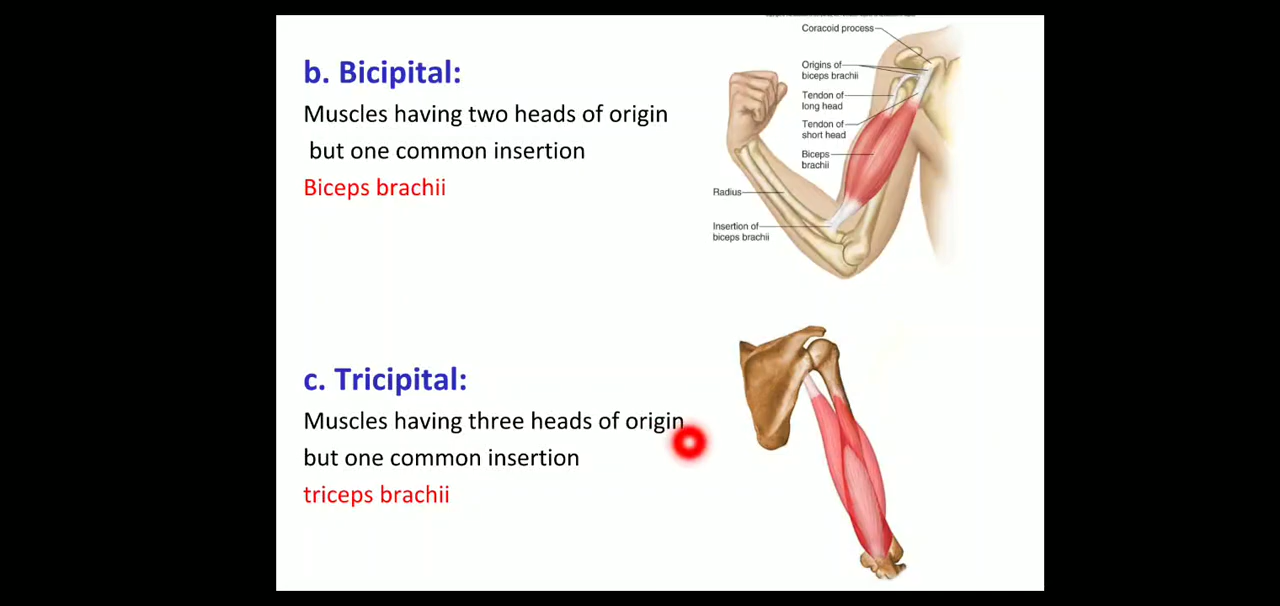 b. Bicipital:
Muscles having two heads of origin
but one common insertion
Biceps brachii
Coracoid process
Origins of
biceps brachii
Tendon of
long head
Tendon of
short head
Biceps
brachii
Radius
Insertion of
biceps brachii
c. Tricipital:
Muscles having three heads of origin
but one common insertion
triceps brachii